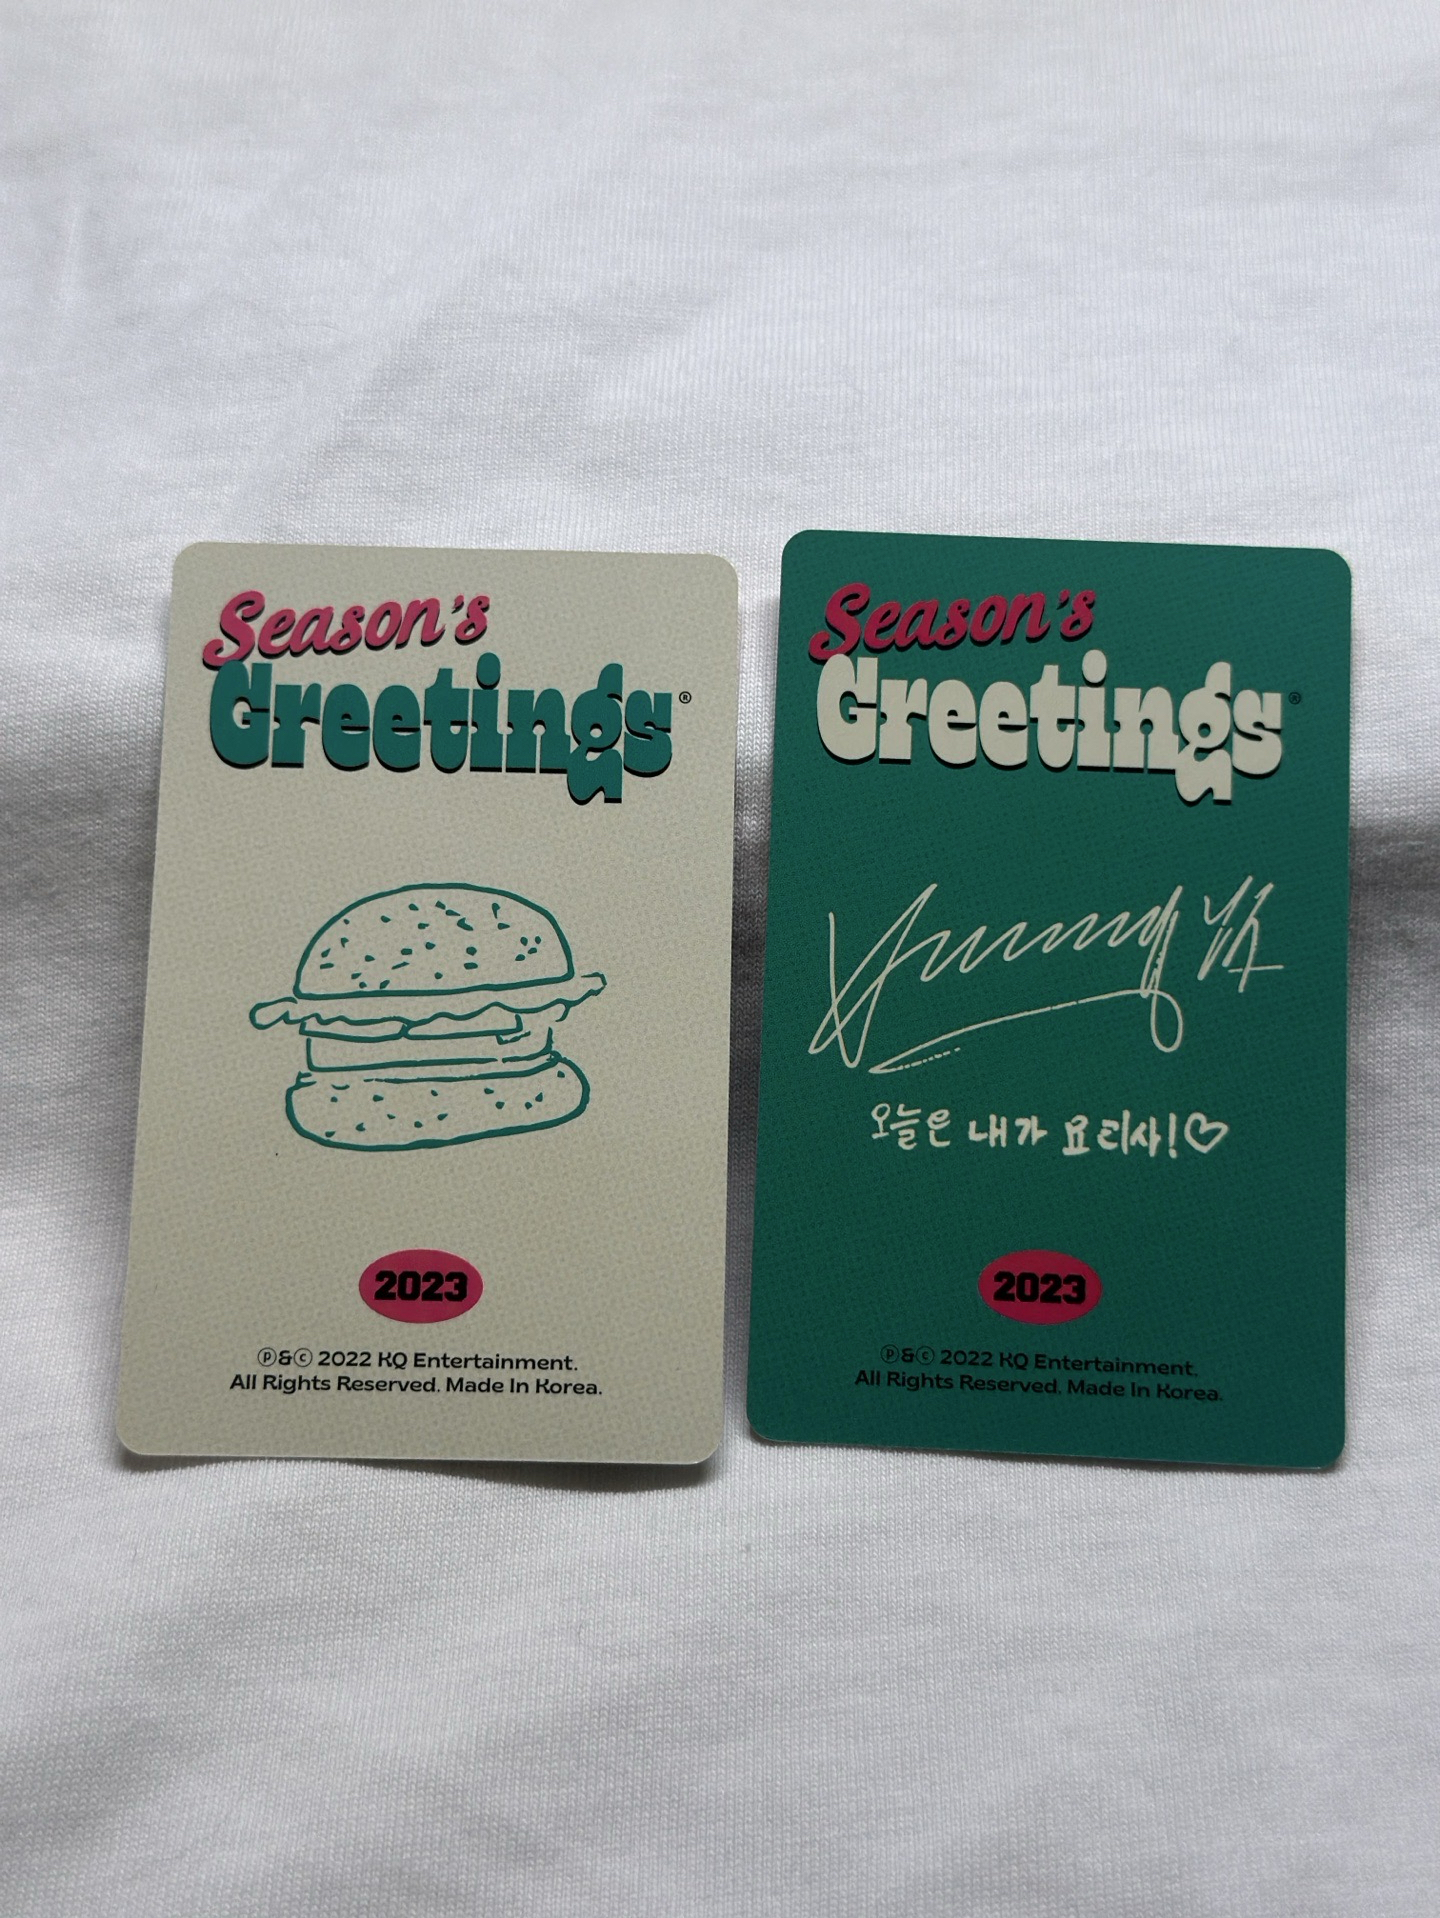 Season's
Greetings®
2023
Ⓟ&ⓒ 2022 KQ Entertainment.
All Rights Reserved. Made In Korea.
Season's
Greetings®
오늘은 내가 요리사!♡
2023
Ⓟ&ⓒ 2022 KQ Entertainment.
All Rights Reserved. Made In Korea.